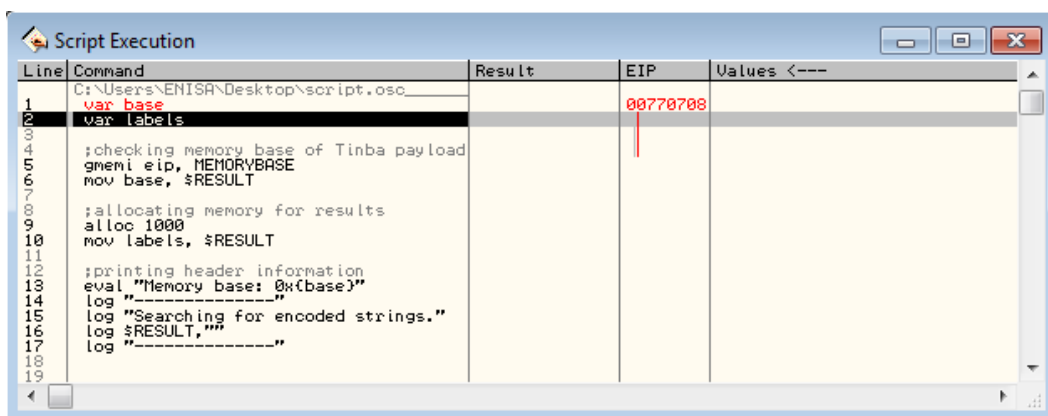 Script Execution
Line Command Result EIP Values <---
C:\Users\ENISA\Desktop\script.osc______
1 var base 00770708
2 var labels
3
4 ;checking memory base of Tinba payload
5 gmemi eip, MEMORYBASE
6 mov base, $RESULT
7
8 ;allocating memory for results
9 alloc 1000
10 mov labels, $RESULT
11
12 ;printing header information
13 eval "Memory base: 0x{base}"
14 log "--------------"
15 log "Searching for encoded strings."
16 log $RESULT,""
17 log "--------------"
18
19